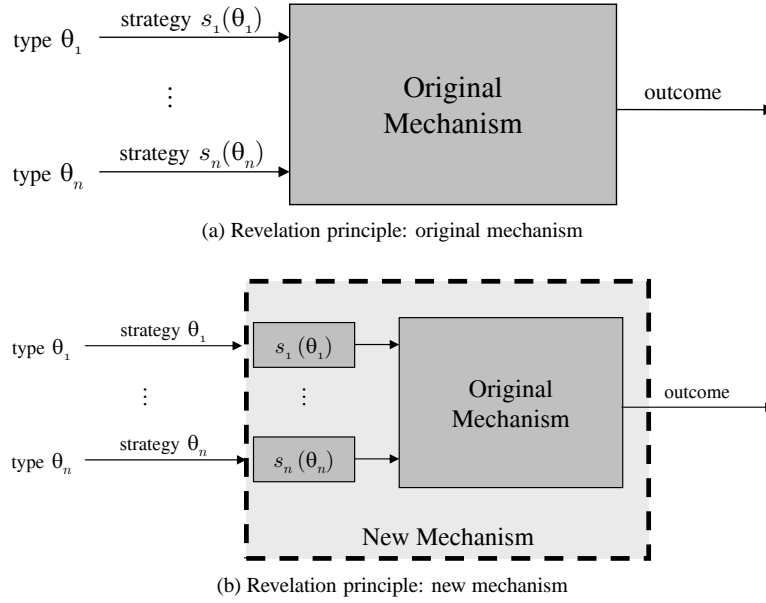 type θ₁
strategy s₁(θ₁)
⋮
type θₙ
strategy sₙ(θₙ)
Original
Mechanism
outcome
(a) Revelation principle: original mechanism
type θ₁
strategy θ₁
s₁ (θ₁)
⋮
⋮
type θₙ
strategy θₙ
sₙ (θₙ)
Original
Mechanism
outcome
New Mechanism
(b) Revelation principle: new mechanism